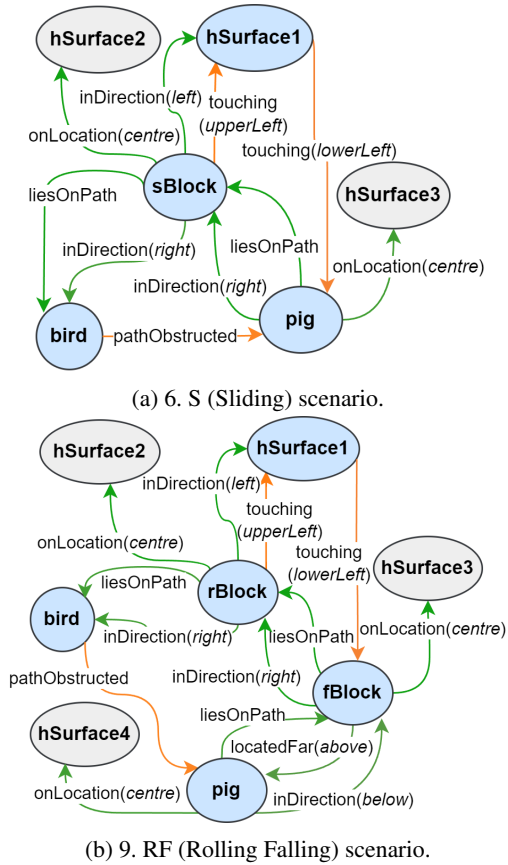 hSurface2
hSurface1
inDirection(left)
touching
(upperLeft)
onLocation(centre)
touching(lowerLeft)
liesOnPath
sBlock
hSurface3
inDirection(right)
liesOnPath
onLocation(centre)
inDirection(right)
bird
pathObstructed
pig
(a) 6. S (Sliding) scenario.
hSurface2
hSurface1
inDirection(left)
touching
(upperLeft)
onLocation(centre)
touching
(lowerLeft)
hSurface3
liesOnPath
rBlock
bird
inDirection(right)
liesOnPath
onLocation(centre)
pathObstructed
inDirection(right)
fBlock
liesOnPath
hSurface4
locatedFar(above)
onLocation(centre)
pig
inDirection(below)
(b) 9. RF (Rolling Falling) scenario.